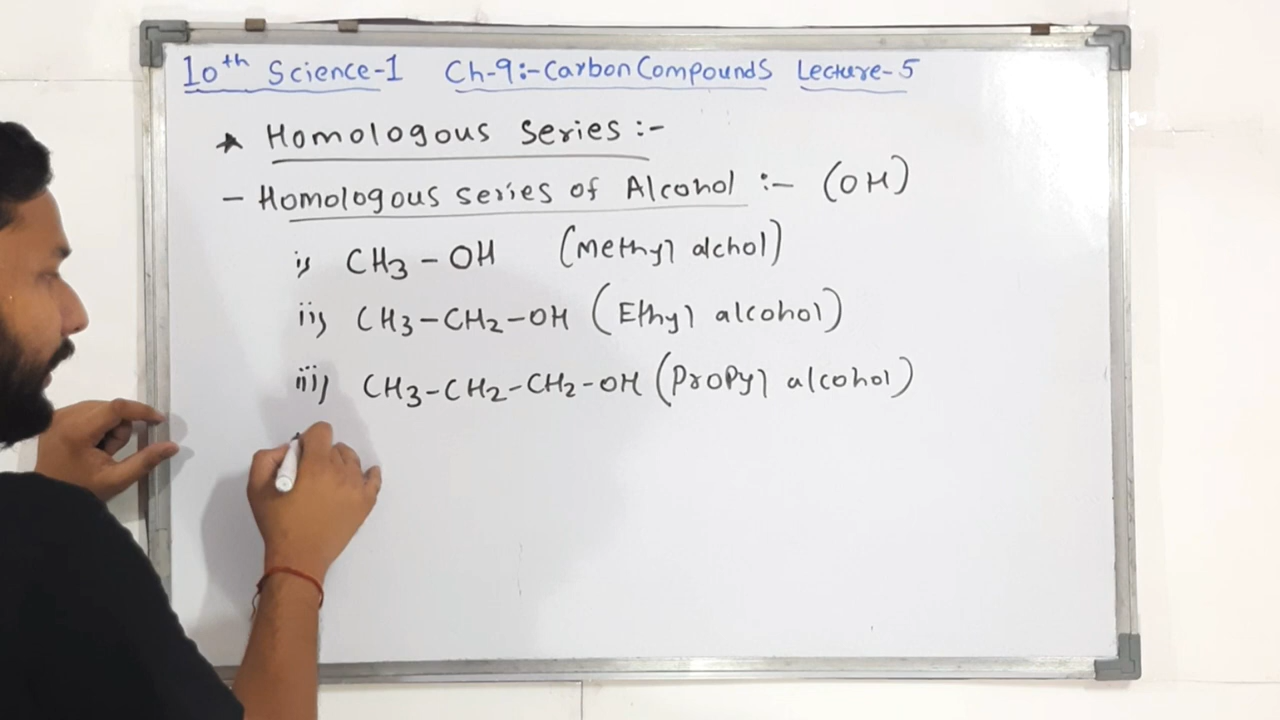 10th Science-1 Ch-9:-Carbon Compounds Lecture-5
* Homologous Series :-
- Homologous series of Alcohol :- (OH)
i) CH3-OH (Methyl alchol)
ii) CH3-CH2-OH (Ethyl alcohol)
iii) CH3-CH2-CH2-OH (Propyl alcohol)